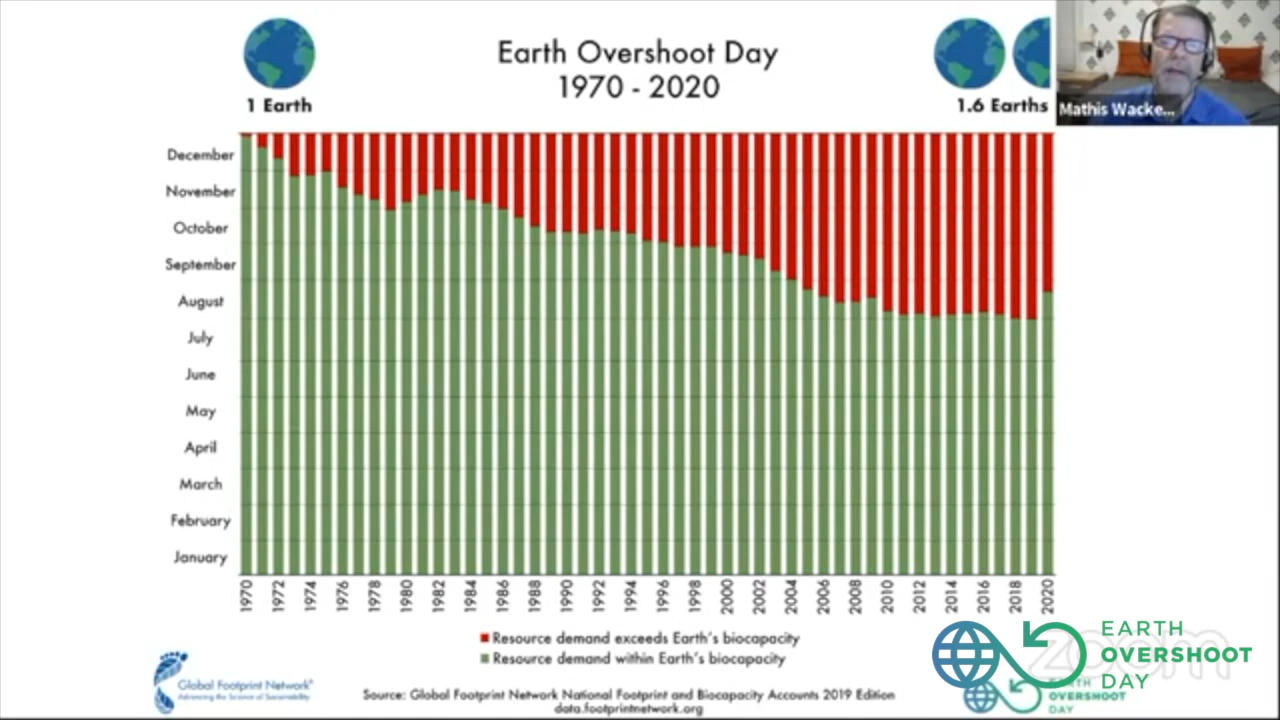 Earth Overshoot Day
1970 - 2020
1 Earth
1.6 Earths
Mathis Wacke...
December
November
October
September
August
July
June
May
April
March
February
January
1970 1972 1974 1976 1978 1980 1982 1984 1986 1988 1990 1992 1994 1996 1998 2000 2002 2004 2006 2008 2010 2012 2014 2016 2018 2020
Resource demand exceeds Earth's biocapacity
Resource demand within Earth's biocapacity
Global Footprint Network®
Advancing the Science of Sustainability
Source: Global Footprint Network National Footprint and Biocapacity Accounts 2019 Edition
data.footprintnetwork.org
zoom
EARTH
OVERSHOOT
DAY
EARTH
OVERSHOOT
DAY